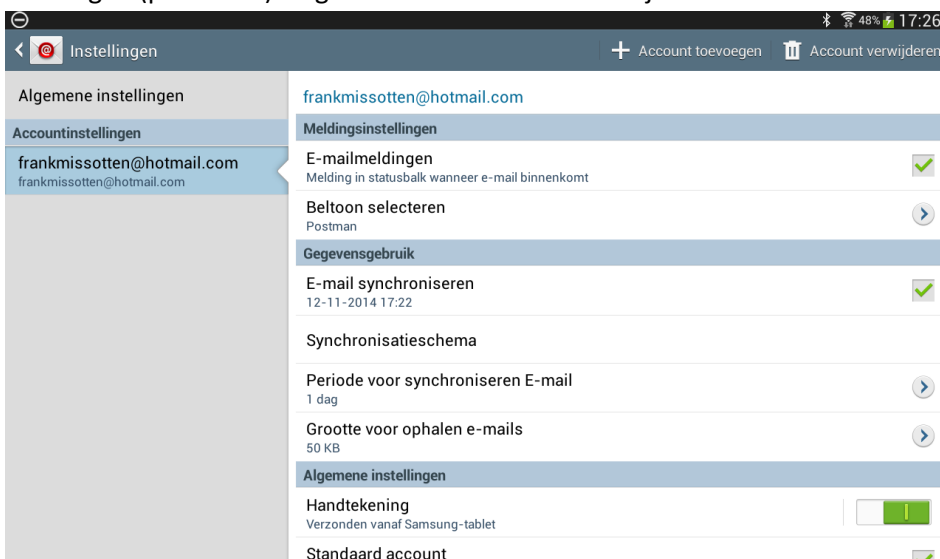 48% 17:26
Instellingen
Account toevoegen
Account verwijderen
Algemene instellingen
Accountinstellingen
frankmissotten@hotmail.com
frankmissotten@hotmail.com
frankmissotten@hotmail.com
Meldingsinstellingen
E-mailmeldingen
Melding in statusbalk wanneer e-mail binnenkomt
Beltoon selecteren
Postman
Gegevensgebruik
E-mail synchroniseren
12-11-2014 17:22
Synchronisatieschema
Periode voor synchroniseren E-mail
1 dag
Grootte voor ophalen e-mails
50 KB
Algemene instellingen
Handtekening
Verzonden vanaf Samsung-tablet
Standaard account